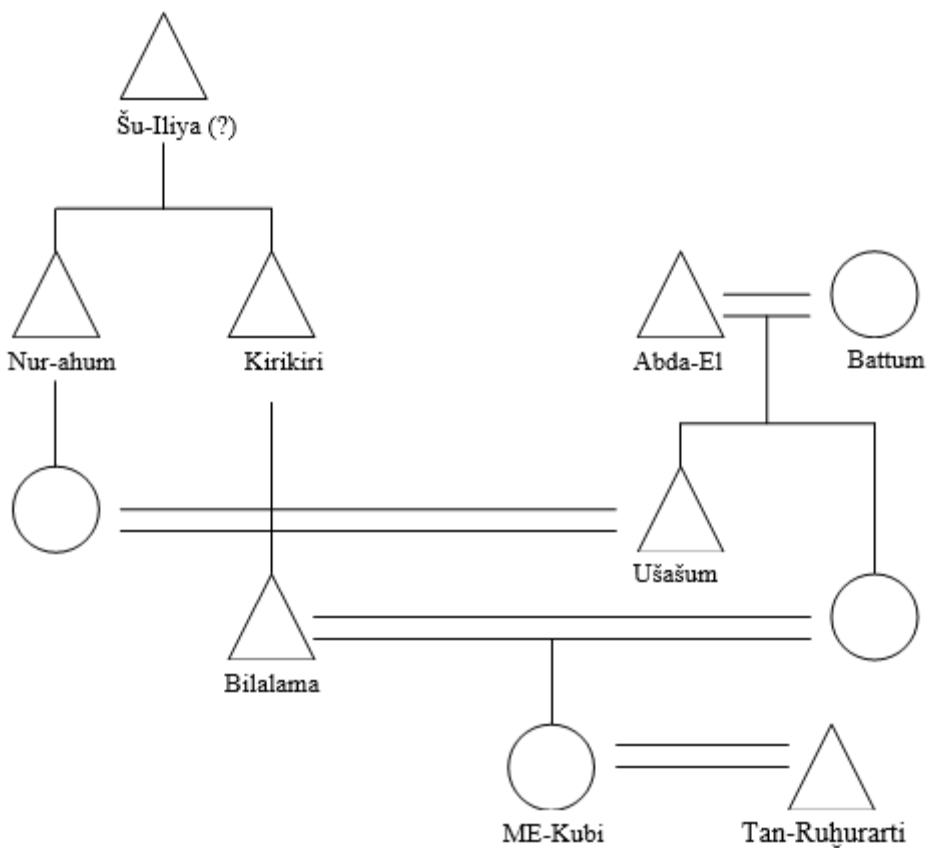 Šu-Iliya (?)
Nur-ahum
Kirikiri
Abda-El
Battum
Ušašum
Bilalama
ME-Kubi
Tan-Ruḫurarti